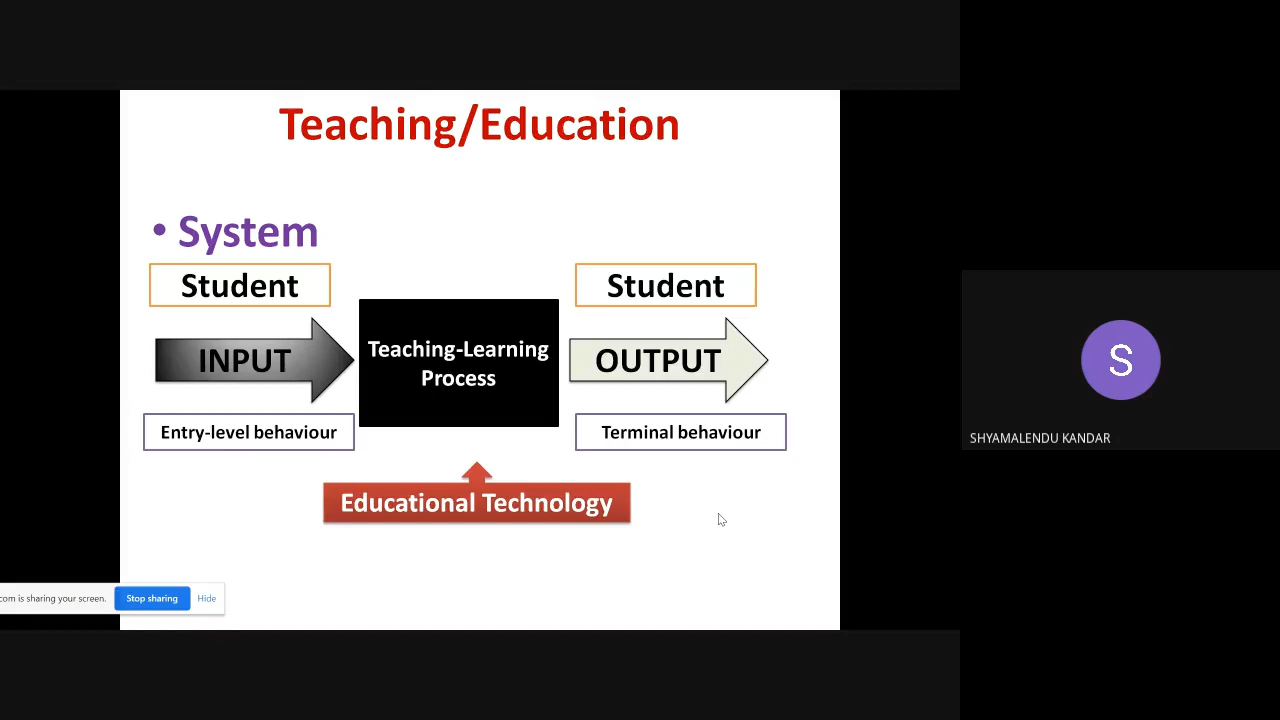 Teaching/Education
• System
Student
Student
INPUT
Teaching-Learning
Process
OUTPUT
Entry-level behaviour
Terminal behaviour
Educational Technology
com is sharing your screen.
Stop sharing
Hide
S
SHYAMALENDU KANDAR